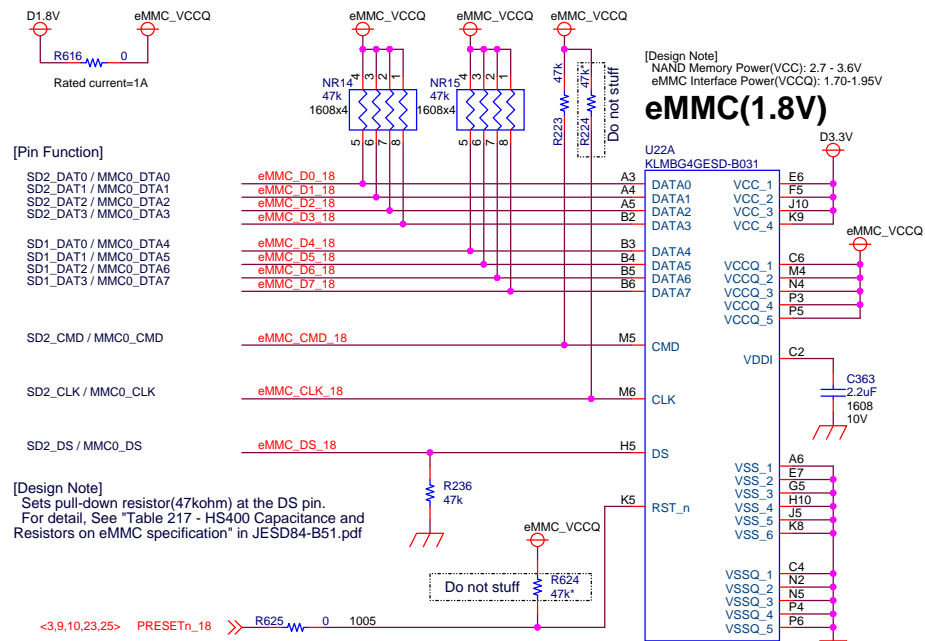 D1.8V
eMMC_VCCQ
R616
0
Rated current=1A
eMMC_VCCQ
eMMC_VCCQ
eMMC_VCCQ
4
3
2
1
NR14
47k
1608x4
5
6
7
8
4
3
2
1
NR15
47k
1608x4
5
6
7
8
47k
R223
47k*
R224
Do not stuff
[Design Note]
NAND Memory Power(VCC): 2.7 - 3.6V
eMMC Interface Power(VCCQ): 1.70-1.95V
eMMC(1.8V)
D3.3V
U22A
KLMBG4GESD-B031
[Pin Function]
SD2_DAT0 / MMC0_DTA0
SD2_DAT1 / MMC0_DTA1
SD2_DAT2 / MMC0_DTA2
SD2_DAT3 / MMC0_DTA3
SD1_DAT0 / MMC0_DTA4
SD1_DAT1 / MMC0_DTA5
SD1_DAT2 / MMC0_DTA6
SD1_DAT3 / MMC0_DTA7
SD2_CMD / MMC0_CMD
SD2_CLK / MMC0_CLK
SD2_DS / MMC0_DS
eMMC_D0_18
eMMC_D1_18
eMMC_D2_18
eMMC_D3_18
eMMC_D4_18
eMMC_D5_18
eMMC_D6_18
eMMC_D7_18
eMMC_CMD_18
eMMC_CLK_18
eMMC_DS_18
A3
A4
A5
B2
B3
B4
B5
B6
M5
M6
H5
K5
DATA0
DATA1
DATA2
DATA3
DATA4
DATA5
DATA6
DATA7
CMD
CLK
DS
RST_n
VCC_1
VCC_2
VCC_3
VCC_4
VCCQ_1
VCCQ_2
VCCQ_3
VCCQ_4
VCCQ_5
VDDI
VSS_1
VSS_2
VSS_3
VSS_4
VSS_5
VSS_6
VSSQ_1
VSSQ_2
VSSQ_3
VSSQ_4
VSSQ_5
E6
F5
J10
K9
eMMC_VCCQ
C6
M4
N4
P3
P5
C2
C363
2.2uF
1608
10V
A6
E7
G5
H10
J5
K8
C4
N2
N5
P4
P6
R236
47k
[Design Note]
Sets pull-down resistor(47kohm) at the DS pin.
For detail, See "Table 217 - HS400 Capacitance and
Resistors on eMMC specification" in JESD84-B51.pdf
eMMC_VCCQ
Do not stuff
R624
47k*
<3,9,10,23,25>
PRESETn_18
R625
0
1005